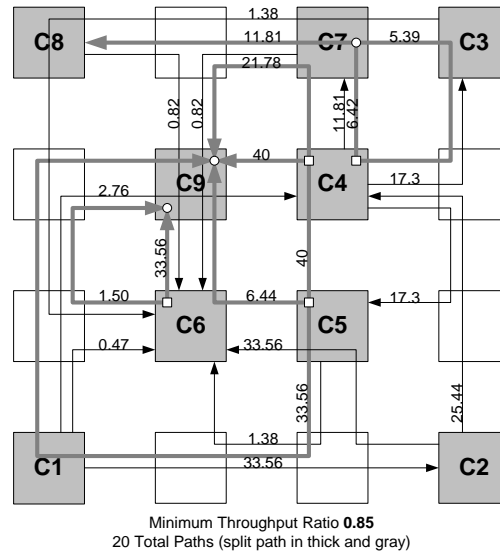 1.38
C8
11.81
C7
5.39
C3
21.78
0.82
0.82
11.81
6.42
2.76
C9
40
C4
17.3
33.56
40
1.50
C6
6.44
C5
17.3
0.47
33.56
33.56
25.44
1.38
C1
33.56
C2
Minimum Throughput Ratio 0.85
20 Total Paths (split path in thick and gray)